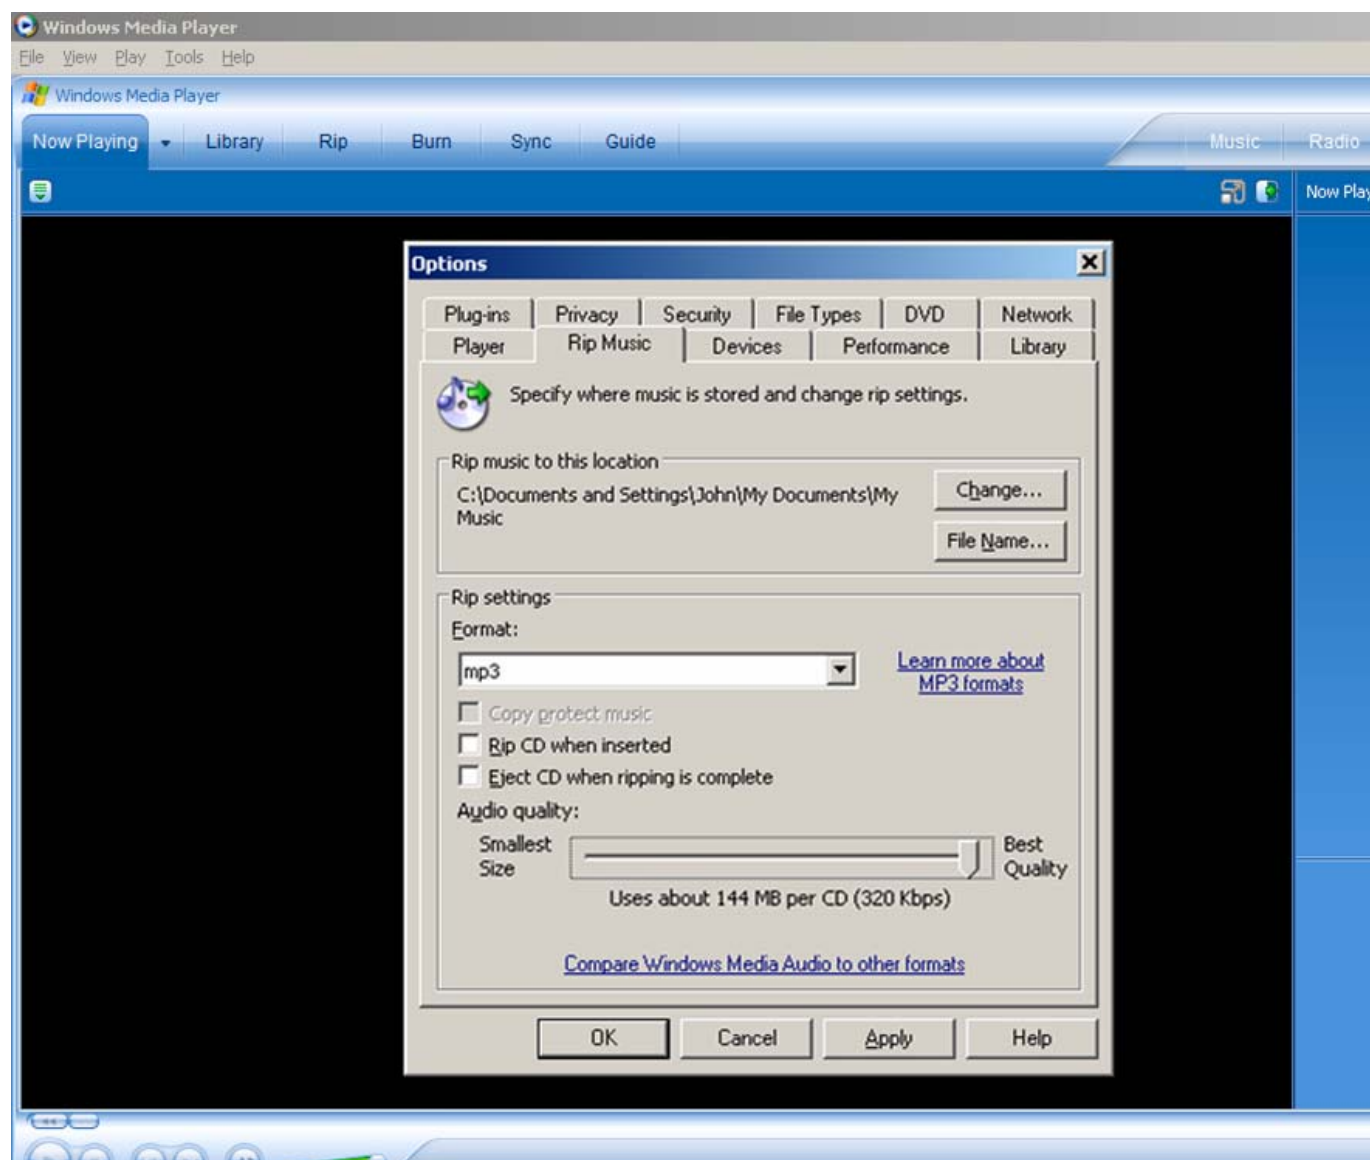 Windows Media Player
File View Play Tools Help
Windows Media Player
Now Playing Library Rip Burn Sync Guide Music Radio
Now Play
Options
Plug-ins Privacy Security File Types DVD Network
Player Rip Music Devices Performance Library
Specify where music is stored and change rip settings.
Rip music to this location
C:\Documents and Settings\John\My Documents\My
Music
Change...
File Name...
Rip settings
Format:
mp3
Learn more about
MP3 formats
Copy protect music
Rip CD when inserted
Eject CD when ripping is complete
Audio quality:
Smallest
Size
Best
Quality
Uses about 144 MB per CD (320 Kbps)
Compare Windows Media Audio to other formats
OK Cancel Apply Help